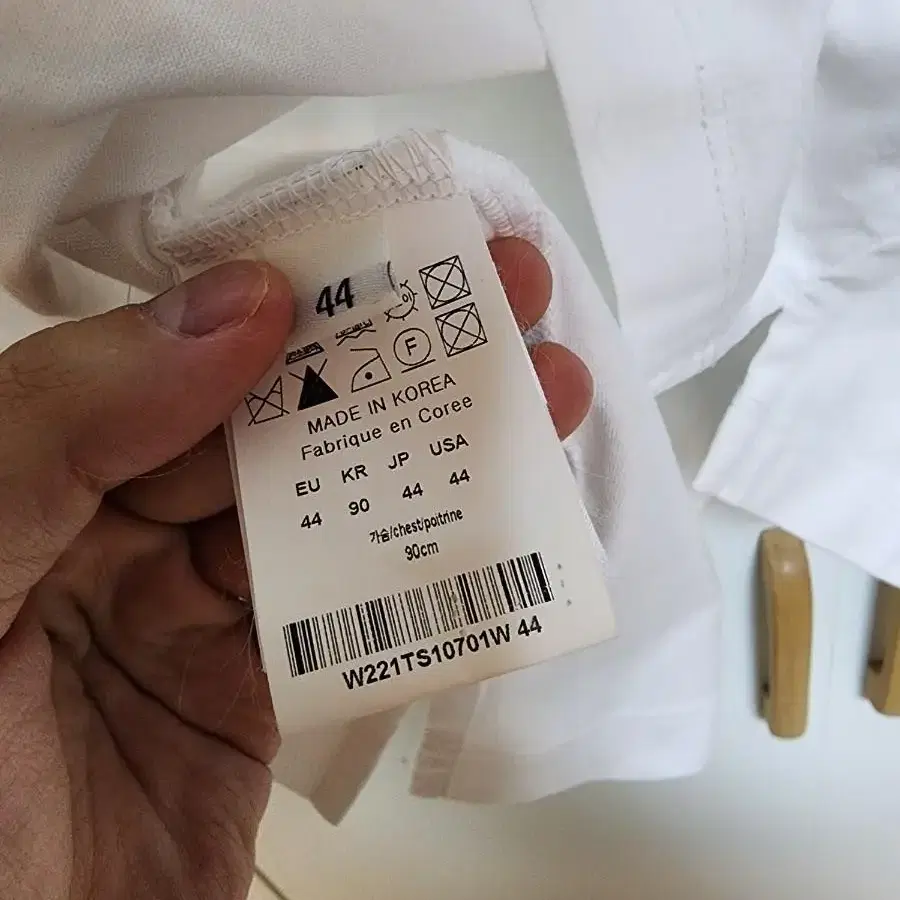 44
F
MADE IN KOREA
Fabrique en Coree
EU KR JP USA
44 90 44 44
가슴/chest/poitrine
90cm
W221TS10701W 44